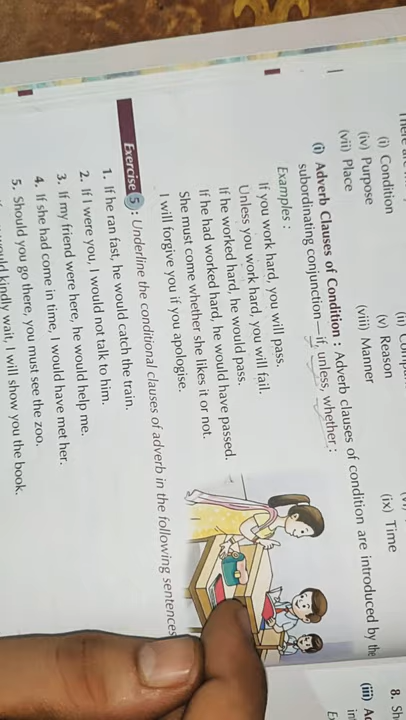 There are
(i) Condition (ii)
(iv) Purpose (v) Reason
(vii) Place (viii) Manner (ix) Time
(i) Adverb Clauses of Condition : Adverb clauses of condition are introduced by the
subordinating conjunction — if, unless, whether :
Examples :
If you work hard, you will pass.
Unless you work hard, you will fail.
If he worked hard, he would pass.
If he had worked hard, he would have passed.
She must come whether she likes it or not.
I will forgive you if you apologise.
Exercise 5 : Underline the conditional clauses of adverb in the following sentences
1. If he ran fast, he would catch the train.
2. If I were you, I would not talk to him.
3. If my friend were here, he would help me.
4. If she had come in time, I would have met her.
5. Should you go there, you must see the zoo.
would kindly wait, I will show you the book.
8. Sh
(iii)